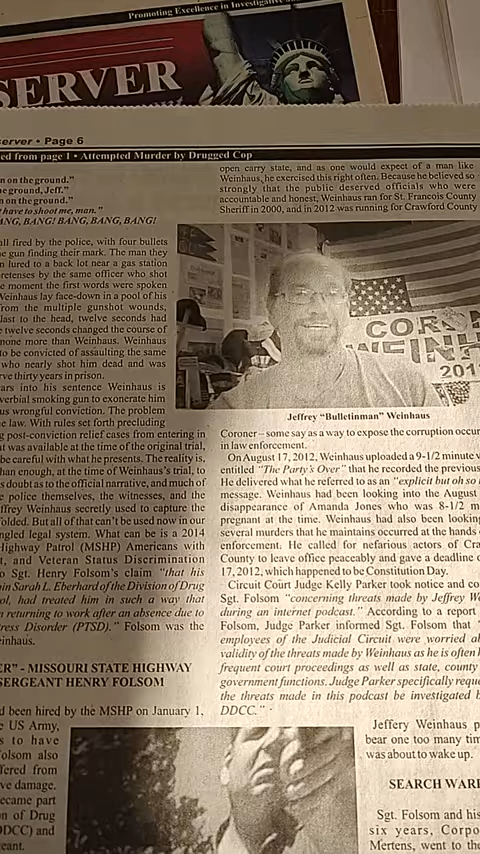 Promoting Excellence in Investigative
SERVER
server • Page 6
ed from page 1 • Attempted Murder by Drugged Cop
n on the ground."
e ground, Jeff."
n on the ground."
have to shoot me, man."
ANG, BANG! BANG, BANG, BANG!
all fired by the police, with four bullets
e gun finding their mark. The man they
n lured to a back lot near a gas station
retenses by the same officer who shot
e moment the first words were spoken
Weinhaus lay face-down in a pool of his
from the multiple gunshot wounds,
last to the head, twelve seconds had
e twelve seconds changed the course of
none more than Weinhaus. Weinhaus
to be convicted of assaulting the same
who nearly shot him dead and was
rve thirty years in prison.
ears into his sentence Weinhaus is
verbial smoking gun to exonerate him
us wrongful conviction. The problem
e law. With rules set forth precluding
g post-conviction relief cases from entering in
t was available at the time of the original trial,
be careful with what he presents. The reality is,
han enough, at the time of Weinhaus's trial, to
s doubt as to the official narrative, and much of
e police themselves, the witnesses, and the
ffrey Weinhaus secretly used to capture the
folded. But all of that can't be used now in our
ngled legal system. What can be is a 2014
Highway Patrol (MSHP) Americans with
t, and Veteran Status Discrimination
o Sgt. Henry Folsom's claim "that his
in Sarah L. Eberhard of the Division of Drug
ol, had treated him in such a way that
n returning to work after an absence due to
tress Disorder (PTSD)." Folsom was the
einhaus.
ER" - MISSOURI STATE HIGHWAY
SERGEANT HENRY FOLSOM
d been hired by the MSHP on January 1,
e US Army,
s to have
olsom also
fered from
ve damage.
ecame part
n of Drug
DDCC) and
eant.
open carry state, and as one would expect of a man like
Weinhaus, he exercised this right often. Because he believed so
strongly that the public deserved officials who were
accountable and honest, Weinhaus ran for St. Francois County
Sheriff in 2000, and in 2012 was running for Crawford County
CORO
WEINH
201
Jeffrey "Bulletinman" Weinhaus
Coroner – some say as a way to expose the corruption occur
in law enforcement.
On August 17, 2012, Weinhaus uploaded a 9-1/2 minute v
entitled "The Party's Over" that he recorded the previous
He delivered what he referred to as an "explicit but oh so
message. Weinhaus had been looking into the August
disappearance of Amanda Jones who was 8-1/2 m
pregnant at the time. Weinhaus had also been looking
several murders that he maintains occurred at the hands
enforcement. He called for nefarious actors of Cra
County to leave office peaceably and gave a deadline o
17, 2012, which happened to be Constitution Day.
Circuit Court Judge Kelly Parker took notice and co
Sgt. Folsom "concerning threats made by Jeffrey We
during an internet podcast." According to a report
Folsom, Judge Parker informed Sgt. Folsom that "
employees of the Judicial Circuit were worried ab
validity of the threats made by Weinhaus as he is often
frequent court proceedings as well as state, county
government functions. Judge Parker specifically reque
the threats made in this podcast be investigated b
DDCC."
Jeffery Weinhaus p
bear one too many tim
was about to wake up.
SEARCH WAR
Sgt. Folsom and his
six years, Corpo
Mertens, went to the